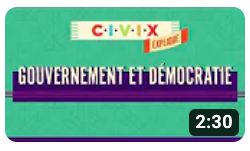 C•I•V•I•X
EXPLIQUE
GOUVERNEMENT ET DÉMOCRATIE
2:30